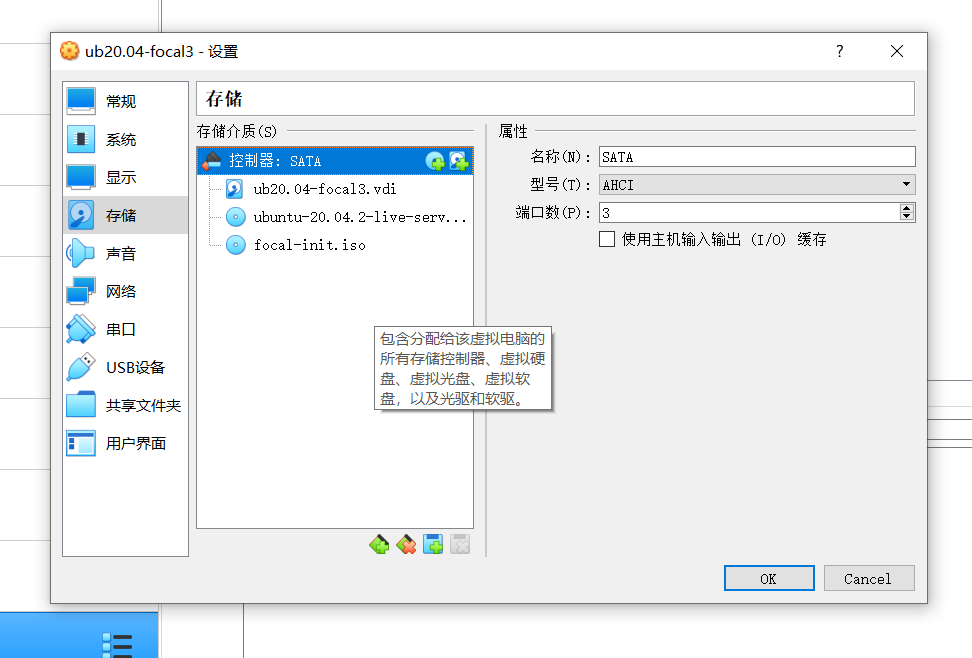 ub20.04-focal3 - 设置
?
常规
系统
显示
存储
声音
网络
串口
USB设备
共享文件夹
用户界面
存储
存储介质(S)
控制器: SATA
ub20.04-focal3.vdi
ubuntu-20.04.2-live-serv...
focal-init.iso
属性
名称(N): SATA
型号(T): AHCI
端口数(P): 3
使用主机输入输出 (I/O) 缓存
包含分配给该虚拟电脑的
所有存储控制器、虚拟硬
盘、虚拟光盘、虚拟软
盘，以及光驱和软驱。
OK
Cancel